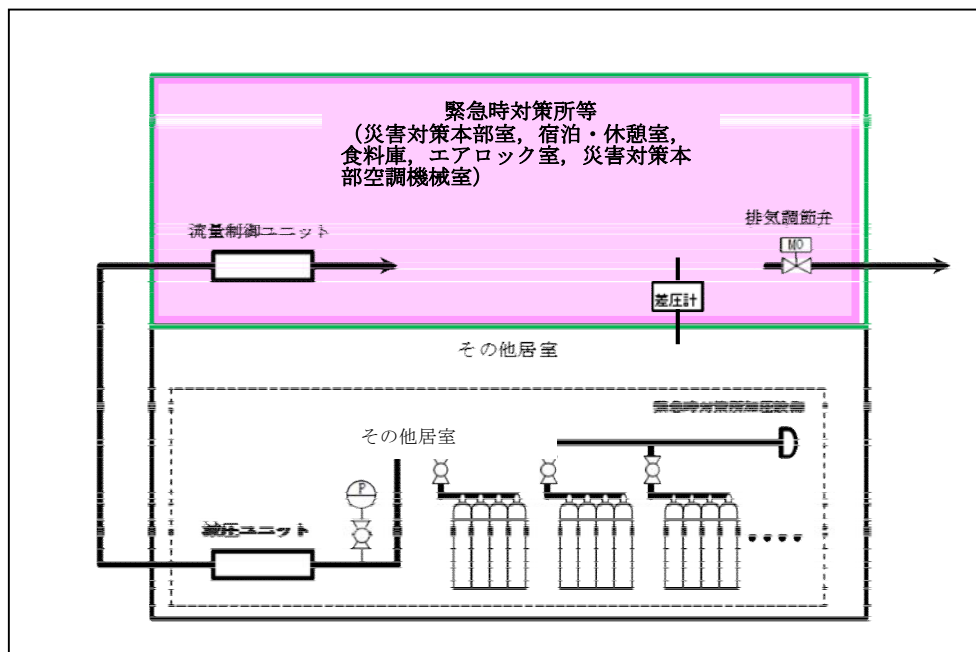 緊急時対策所等
（災害対策本部室，宿泊・休憩室，
食料庫，エアロック室，災害対策本
部空調機械室）
流量制御ユニット
排気調節弁
MO
差圧計
その他居室
緊急時対策所加圧設備
その他居室
P
減圧ユニット